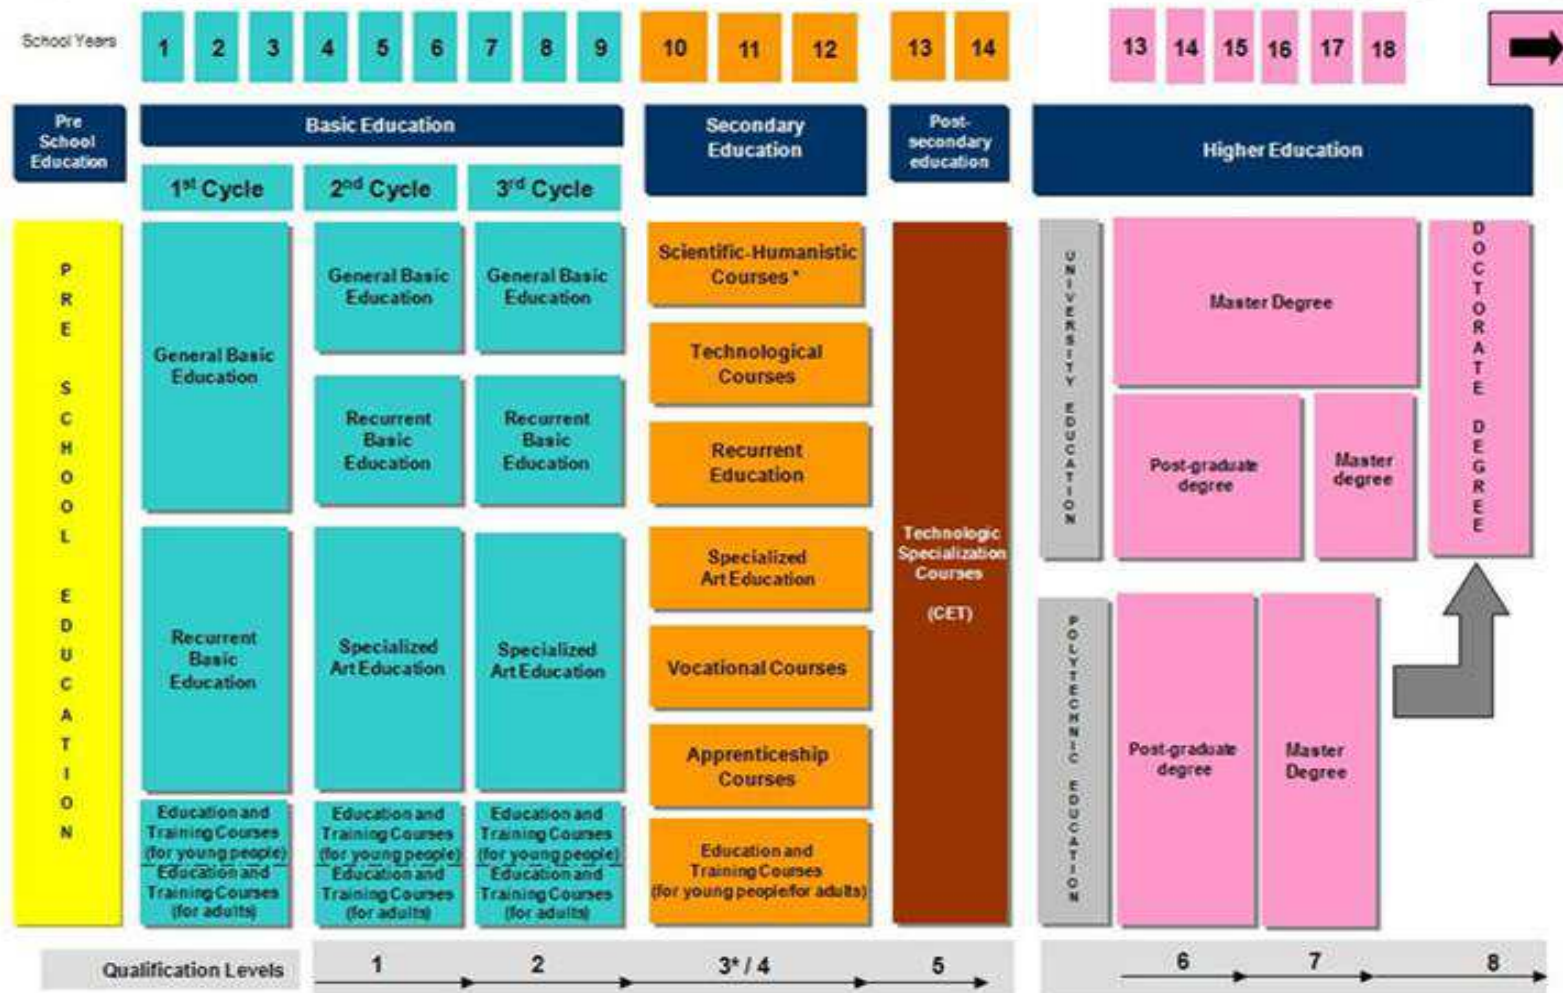 School Years
1 2 3 4 5 6 7 8 9 10 11 12 13 14 13 14 15 16 17 18
Pre
School
Education
Basic Education
Secondary
Education
Post-
secondary
education
Higher Education
1st Cycle
2nd Cycle
3rd Cycle
PRE SCHOOL EDUCATION
General Basic
Education
Recurrent
Basic
Education
Education and
Training Courses
(for young people)
Education and
Training Courses
(for adults)
General Basic
Education
Recurrent
Basic
Education
Specialized
Art Education
Education and
Training Courses
(for young people)
Education and
Training Courses
(for adults)
General Basic
Education
Recurrent
Basic
Education
Specialized
Art Education
Education and
Training Courses
(for young people)
Education and
Training Courses
(for adults)
Scientific-Humanistic
Courses *
Technological
Courses
Recurrent
Education
Specialized
Art Education
Vocational Courses
Apprenticeship
Courses
Education and
Training Courses
(for young people/for adults)
Technologic
Specialization
Courses
(CET)
UNIVERSITY EDUCATION
Master Degree
Post-graduate
degree
Master
degree
DOCTORATE DEGREE
POLYTECHNIC EDUCATION
Post-graduate
degree
Master
Degree
Qualification Levels
1 2 3* / 4 5 6 7 8